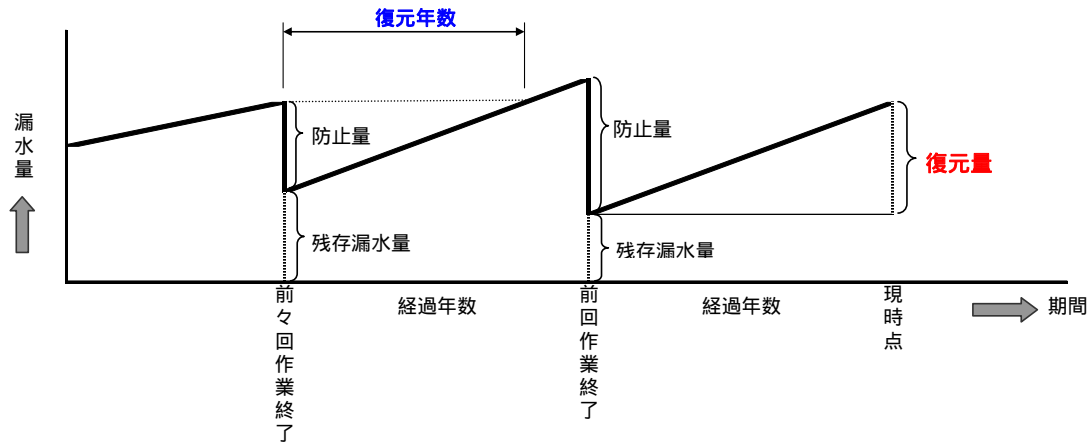 復元年数
漏水量
防止量
防止量
復元量
残存漏水量
残存漏水量
前々回作業終了
経過年数
前回作業終了
経過年数
現時点
期間